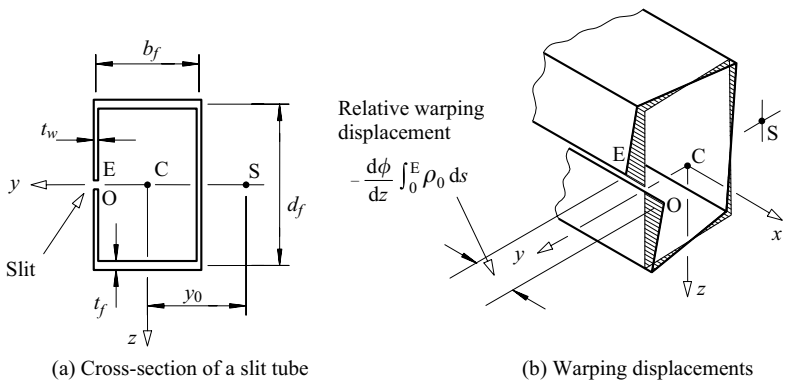 b_f
t_w
E
C
S
y
O
d_f
Slit
t_f
y_0
z
(a) Cross-section of a slit tube
Relative warping
displacement
- dϕ/dz ∫_0^E ρ_0 ds
E
C
S
O
x
y
z
(b) Warping displacements